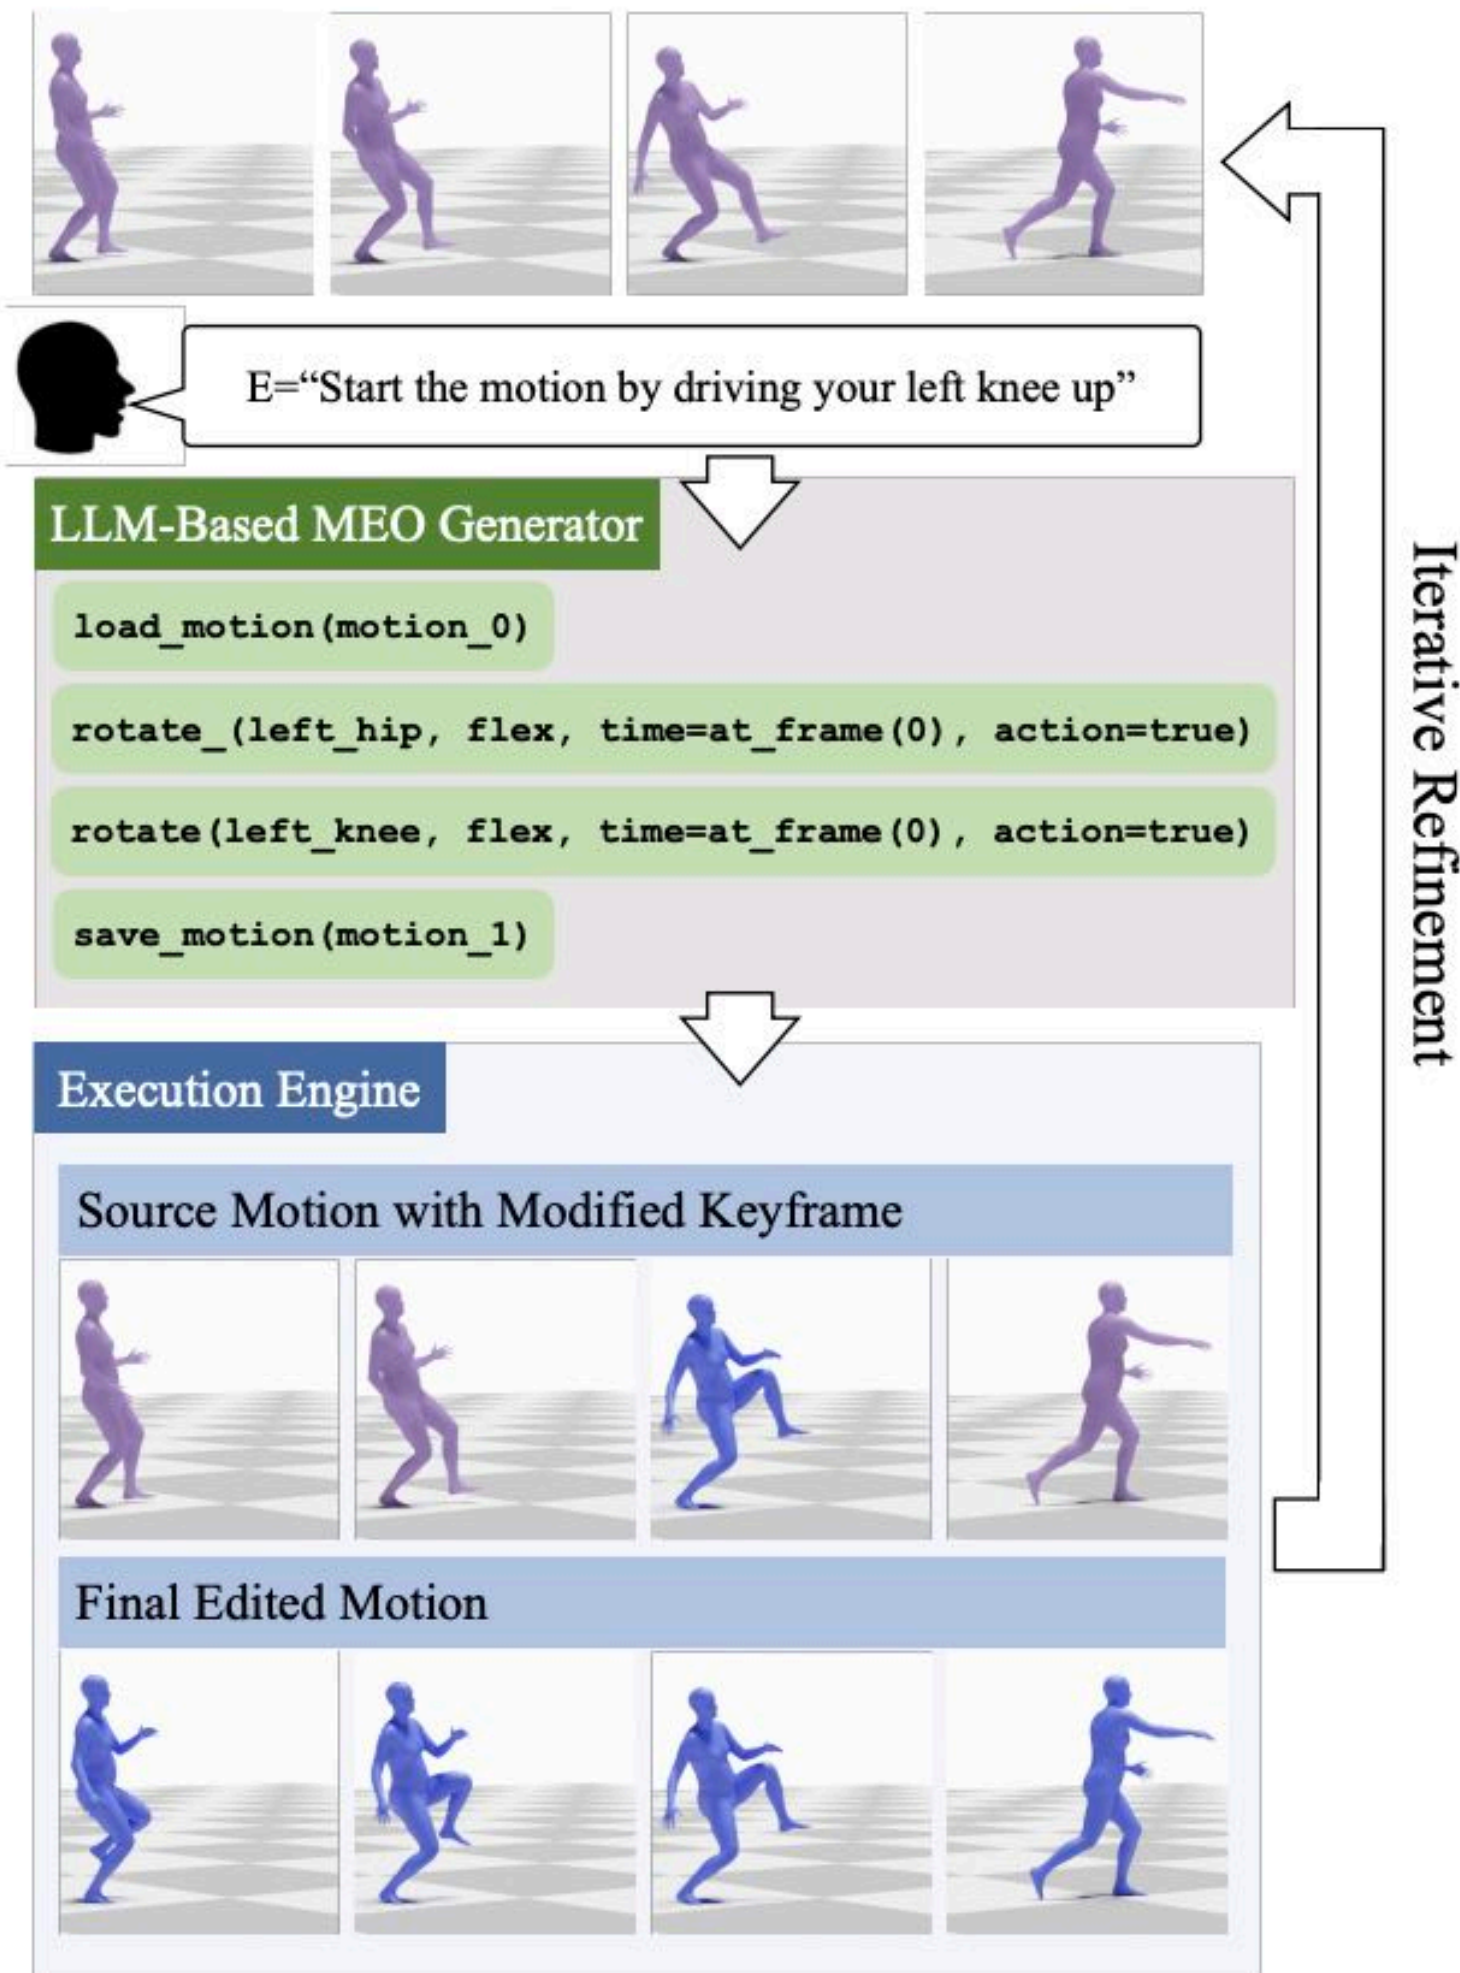 E=“Start the motion by driving your left knee up”
LLM-Based MEO Generator
load_motion(motion_0)
rotate_(left_hip, flex, time=at_frame(0), action=true)
rotate(left_knee, flex, time=at_frame(0), action=true)
save_motion(motion_1)
Execution Engine
Source Motion with Modified Keyframe
Final Edited Motion
Iterative Refinement